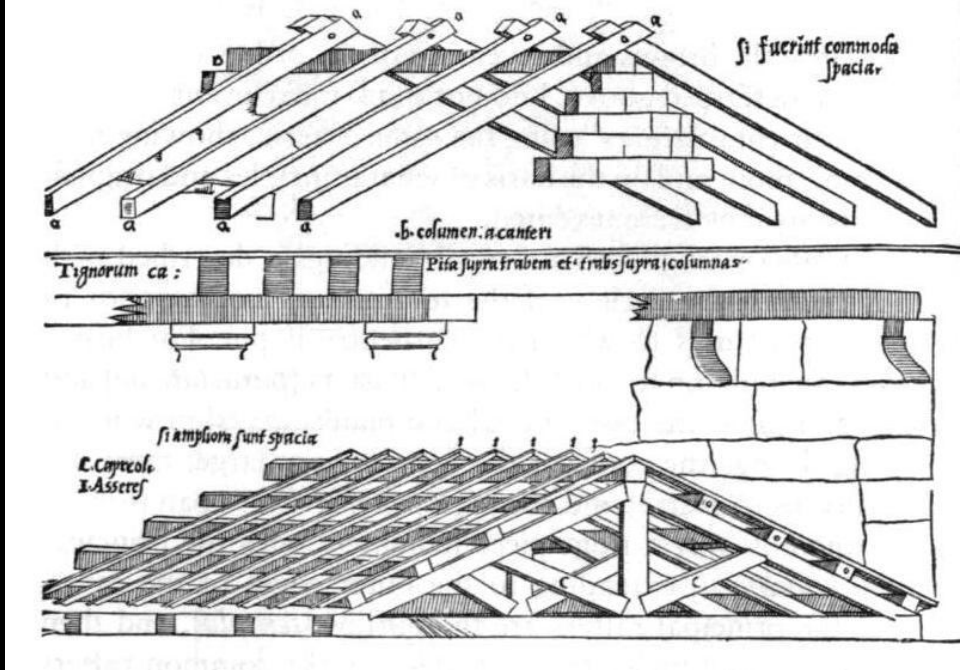 a a a a
si fuerint commoda
spacia.
B
a a a a
.b. columen: a canteri
Tignorum ca:
Pita supra trabem et trabs supra columnas
si ampliora sunt spacia
I I I I I I
C. Capreoli
I. Asseres
C C